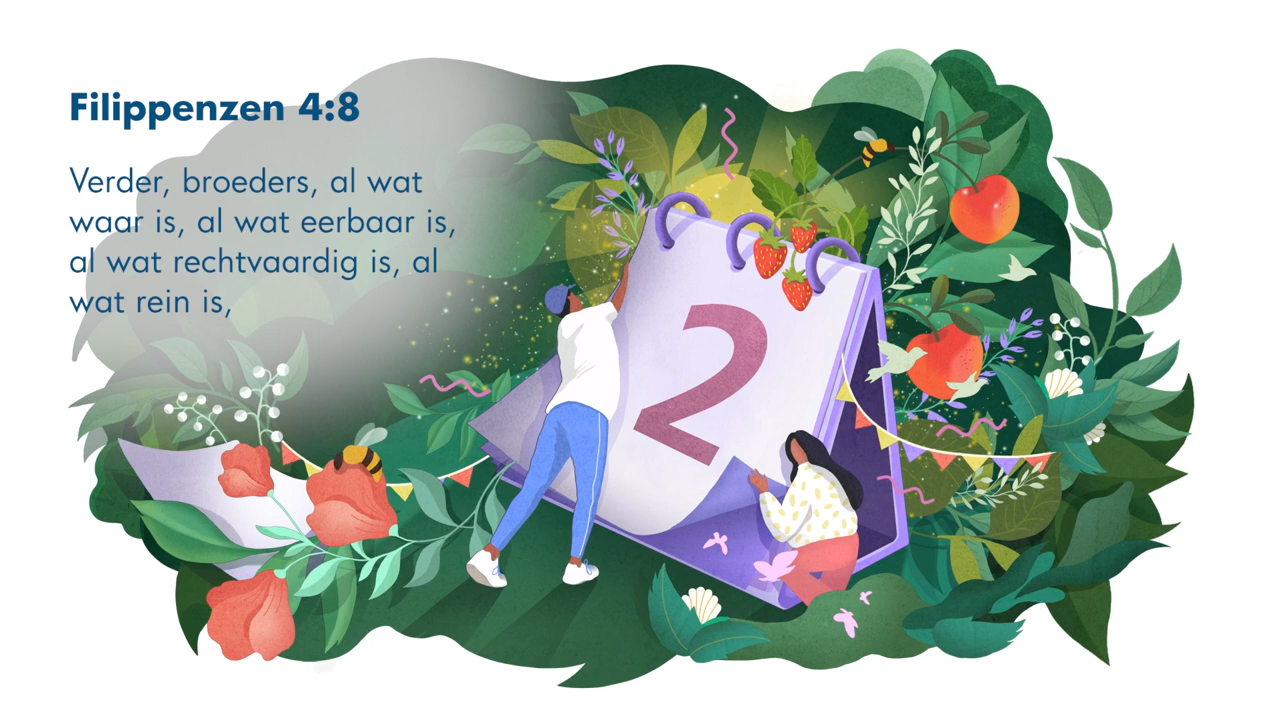 Filippenzen 4:8
Verder, broeders, al wat
waar is, al wat eerbaar is,
al wat rechtvaardig is, al
wat rein is,
2